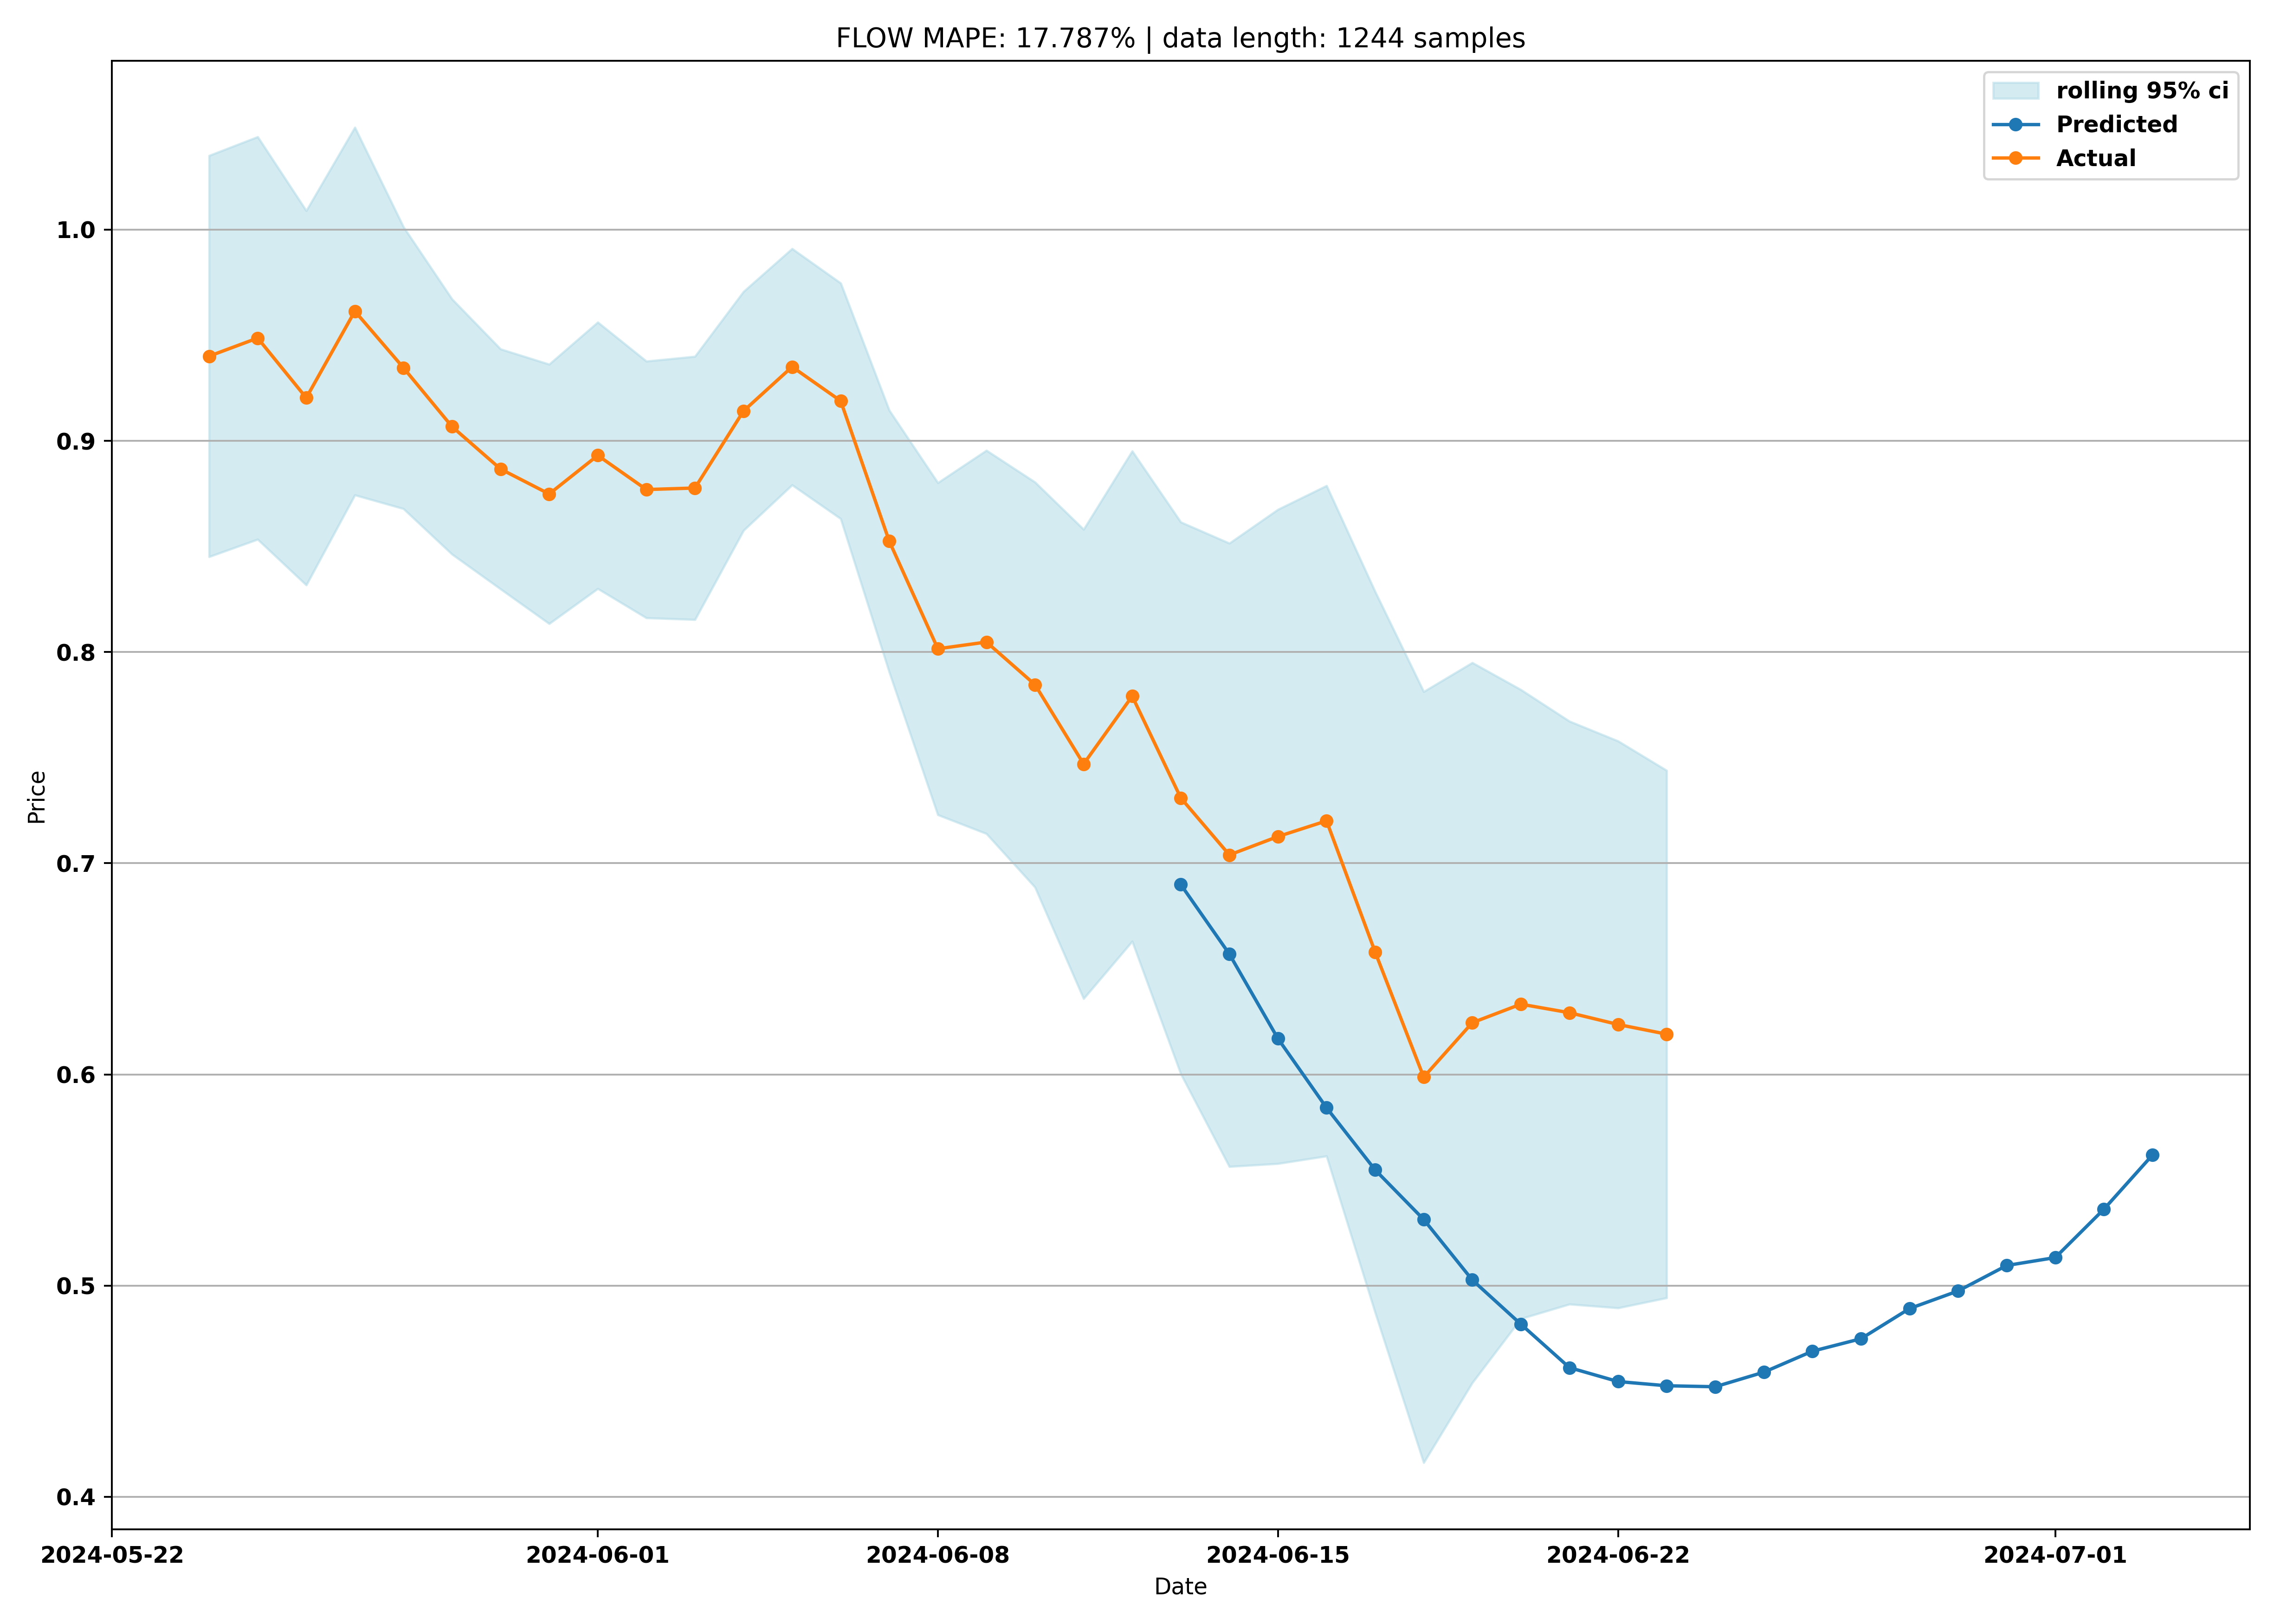 FLOW MAPE: 17.787% | data length: 1244 samples
rolling 95% ci
Predicted
Actual
1.0
0.9
0.8
0.7
0.6
0.5
0.4
Price
2024-05-22
2024-06-01
2024-06-08
2024-06-15
2024-06-22
2024-07-01
Date